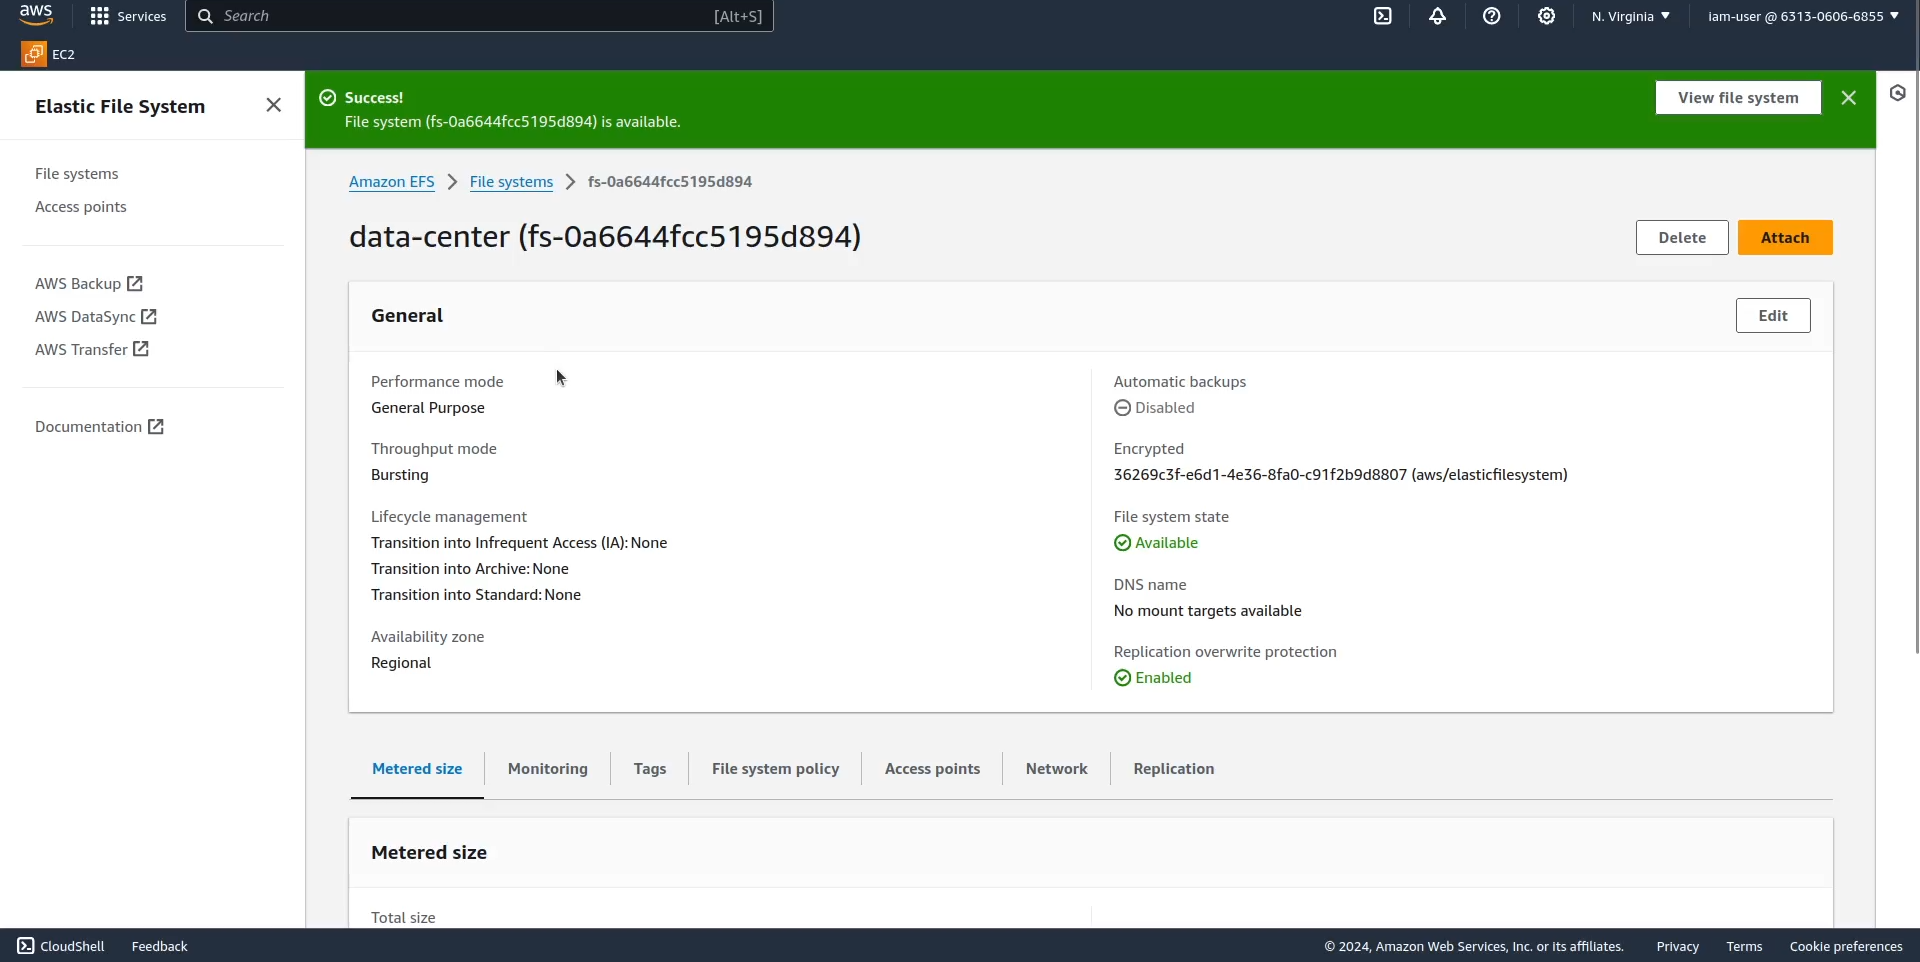 aws
Services
Search
[Alt+S]
N. Virginia
iam-user @ 6313-0606-6855
EC2
Elastic File System
File systems
Access points
AWS Backup
AWS DataSync
AWS Transfer
Documentation
Success!
File system (fs-0a6644fcc5195d894) is available.
View file system
Amazon EFS
File systems
fs-0a6644fcc5195d894
data-center (fs-0a6644fcc5195d894)
Delete
Attach
General
Edit
Performance mode
General Purpose
Throughput mode
Bursting
Lifecycle management
Transition into Infrequent Access (IA): None
Transition into Archive: None
Transition into Standard: None
Availability zone
Regional
Automatic backups
Disabled
Encrypted
36269c3f-e6d1-4e36-8fa0-c91f2b9d8807 (aws/elasticfilesystem)
File system state
Available
DNS name
No mount targets available
Replication overwrite protection
Enabled
Metered size
Monitoring
Tags
File system policy
Access points
Network
Replication
Metered size
Total size
CloudShell
Feedback
© 2024, Amazon Web Services, Inc. or its affiliates.
Privacy
Terms
Cookie preferences